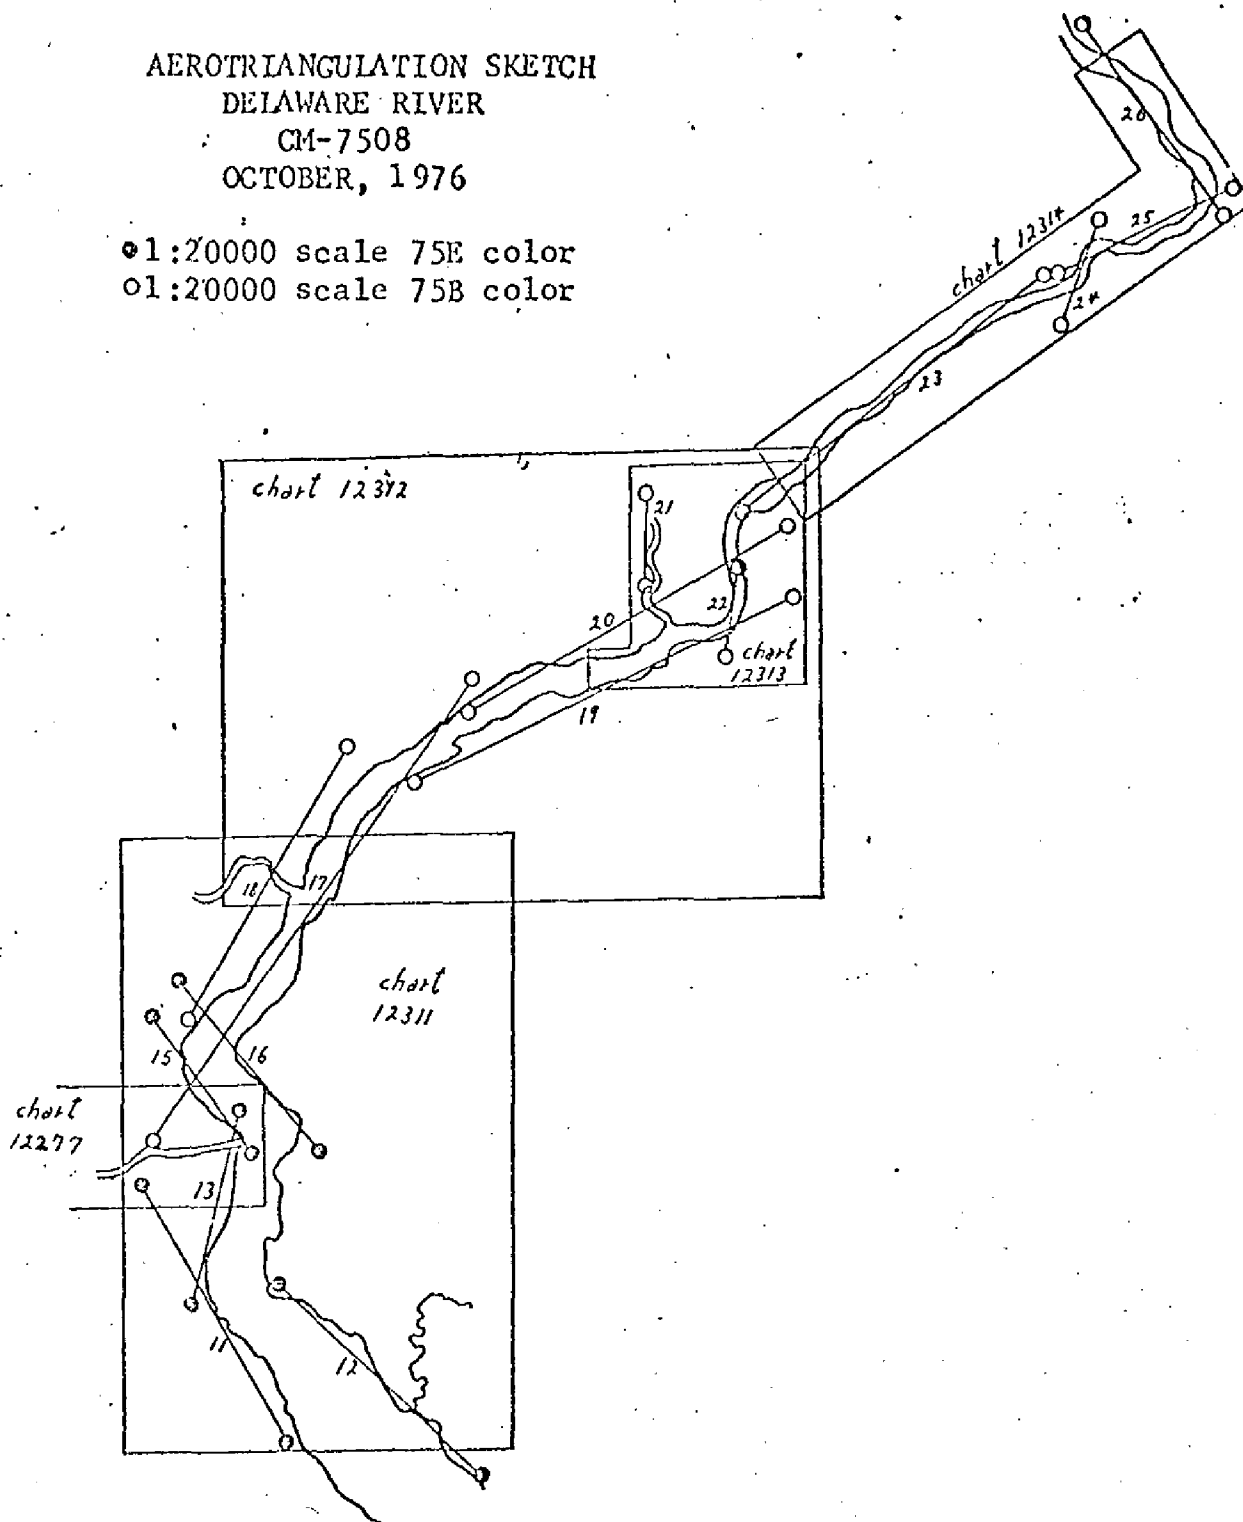 AEROTRIANGULATION SKETCH
DELAWARE RIVER
CM-7508
OCTOBER, 1976
1:20000 scale 75E color
1:20000 scale 75B color
26
25
chart 12314
24
23
chart 12312
21
22
20
chart
12313
19
18
17
chart
12311
15
16
chart
12277
13
11
12